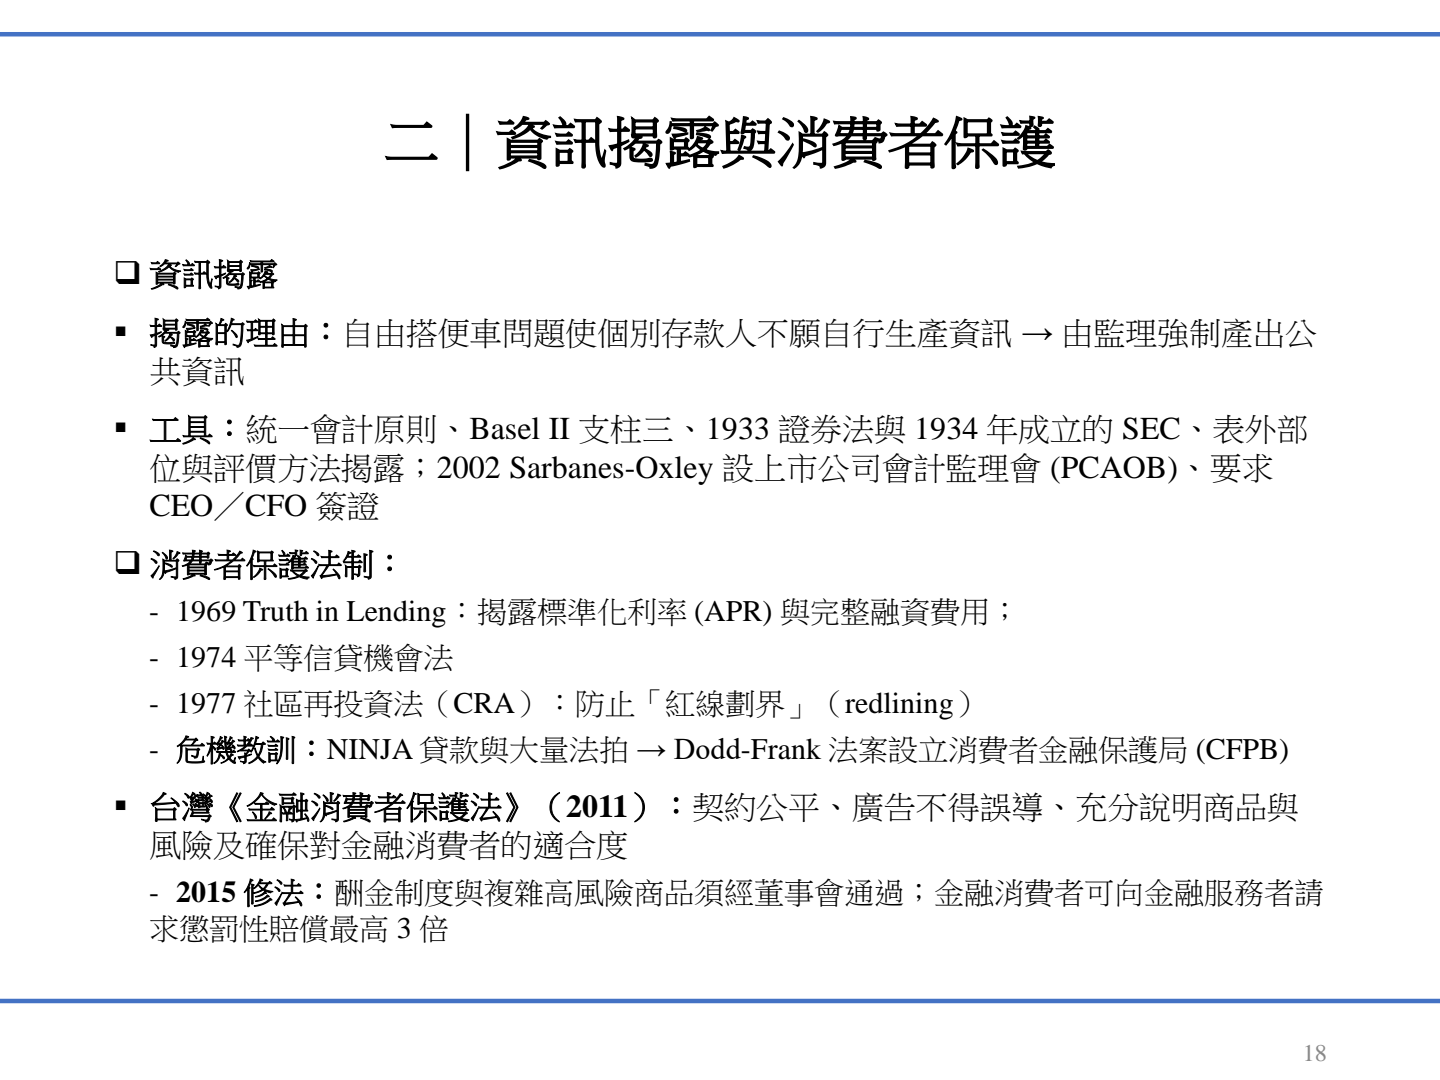 二｜資訊揭露與消費者保護
❑ 資訊揭露
▪ 揭露的理由：自由搭便車問題使個別存款人不願自行生產資訊 → 由監理強制產出公
共資訊
▪ 工具：統一會計原則、Basel II 支柱三、1933 證券法與 1934 年成立的 SEC、表外部
位與評價方法揭露；2002 Sarbanes-Oxley 設上市公司會計監理會 (PCAOB)、要求
CEO／CFO 簽證
❑ 消費者保護法制：
- 1969 Truth in Lending：揭露標準化利率 (APR) 與完整融資費用；
- 1974 平等信貸機會法
- 1977 社區再投資法（CRA）：防止「紅線劃界」（redlining）
- 危機教訓：NINJA 貸款與大量法拍 → Dodd-Frank 法案設立消費者金融保護局 (CFPB)
▪ 台灣《金融消費者保護法》（2011）：契約公平、廣告不得誤導、充分說明商品與
風險及確保對金融消費者的適合度
- 2015 修法：酬金制度與複雜高風險商品須經董事會通過；金融消費者可向金融服務者請
求懲罰性賠償最高 3 倍
18